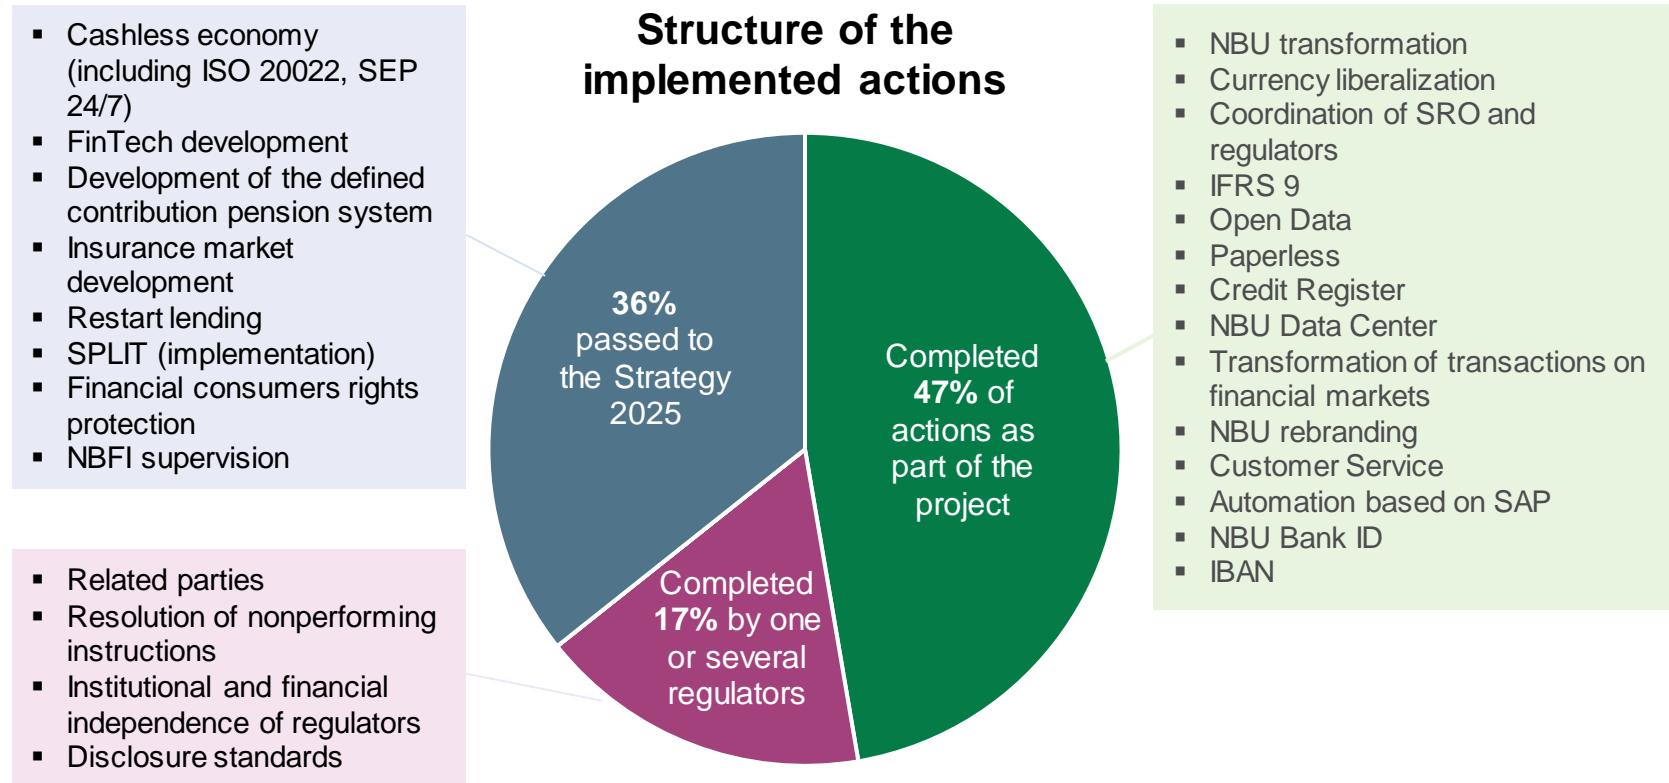 Structure of the
implemented actions
▪ Cashless economy
(including ISO 20022, SEP
24/7)
▪ FinTech development
▪ Development of the defined
contribution pension system
▪ Insurance market
development
▪ Restart lending
▪ SPLIT (implementation)
▪ Financial consumers rights
protection
▪ NBFI supervision
▪ Related parties
▪ Resolution of nonperforming
instructions
▪ Institutional and financial
independence of regulators
▪ Disclosure standards
36%
passed to
the Strategy
2025
Completed
17% by one
or several
regulators
Completed
47% of
actions as
part of the
project
▪ NBU transformation
▪ Currency liberalization
▪ Coordination of SRO and
regulators
▪ IFRS 9
▪ Open Data
▪ Paperless
▪ Credit Register
▪ NBU Data Center
▪ Transformation of transactions on
financial markets
▪ NBU rebranding
▪ Customer Service
▪ Automation based on SAP
▪ NBU Bank ID
▪ IBAN